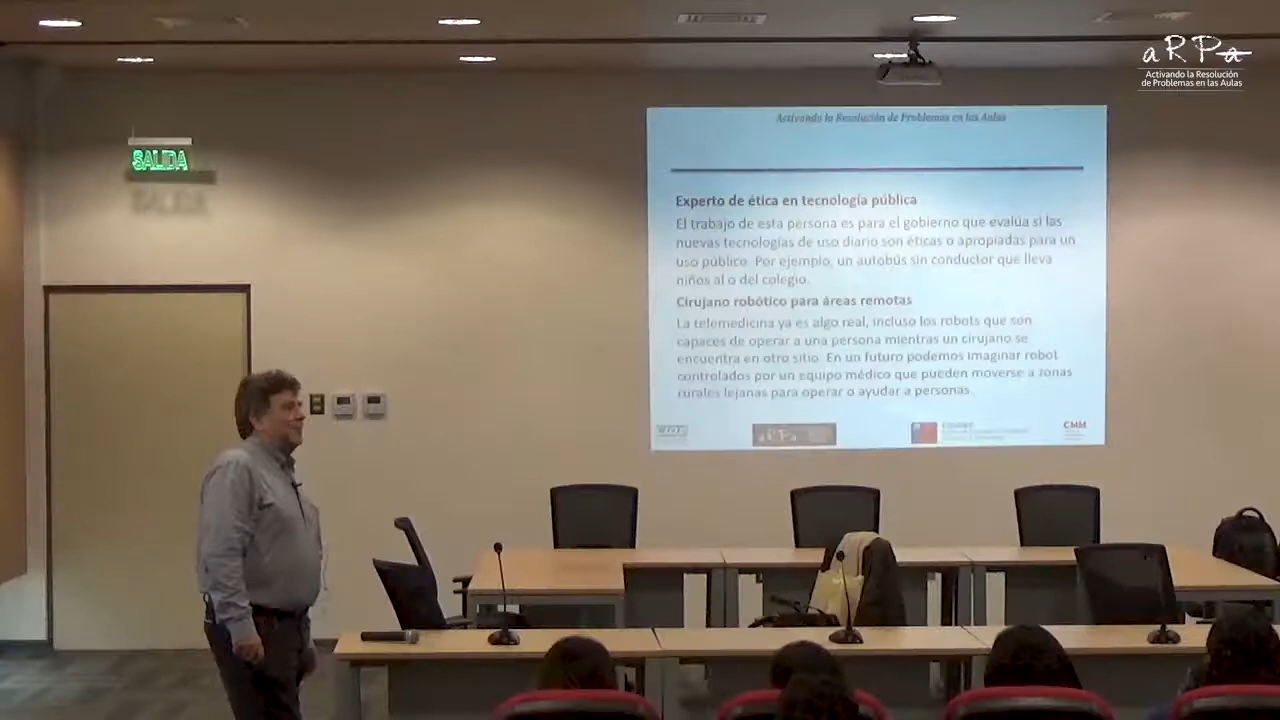 aRPa
Activando la Resolución
de Problemas en las Aulas
SALIDA
Activando la Resolución de Problemas en las Aulas
Experto de ética en tecnología pública
El trabajo de esta persona es para el gobierno que evalúa si las
nuevas tecnologías de uso diario son éticas o apropiadas para un
uso público. Por ejemplo, un autobús sin conductor que lleva
niños al o del colegio.
Cirujano robótico para áreas remotas
La telemedicina ya es algo real, incluso los robots que son
capaces de operar a una persona mientras un cirujano se
encuentra en otro sitio. En un futuro podemos imaginar robot
controlados por un equipo médico que pueden moverse a zonas
rurales lejanas para operar o ayudar a personas.
aRPa
CMM